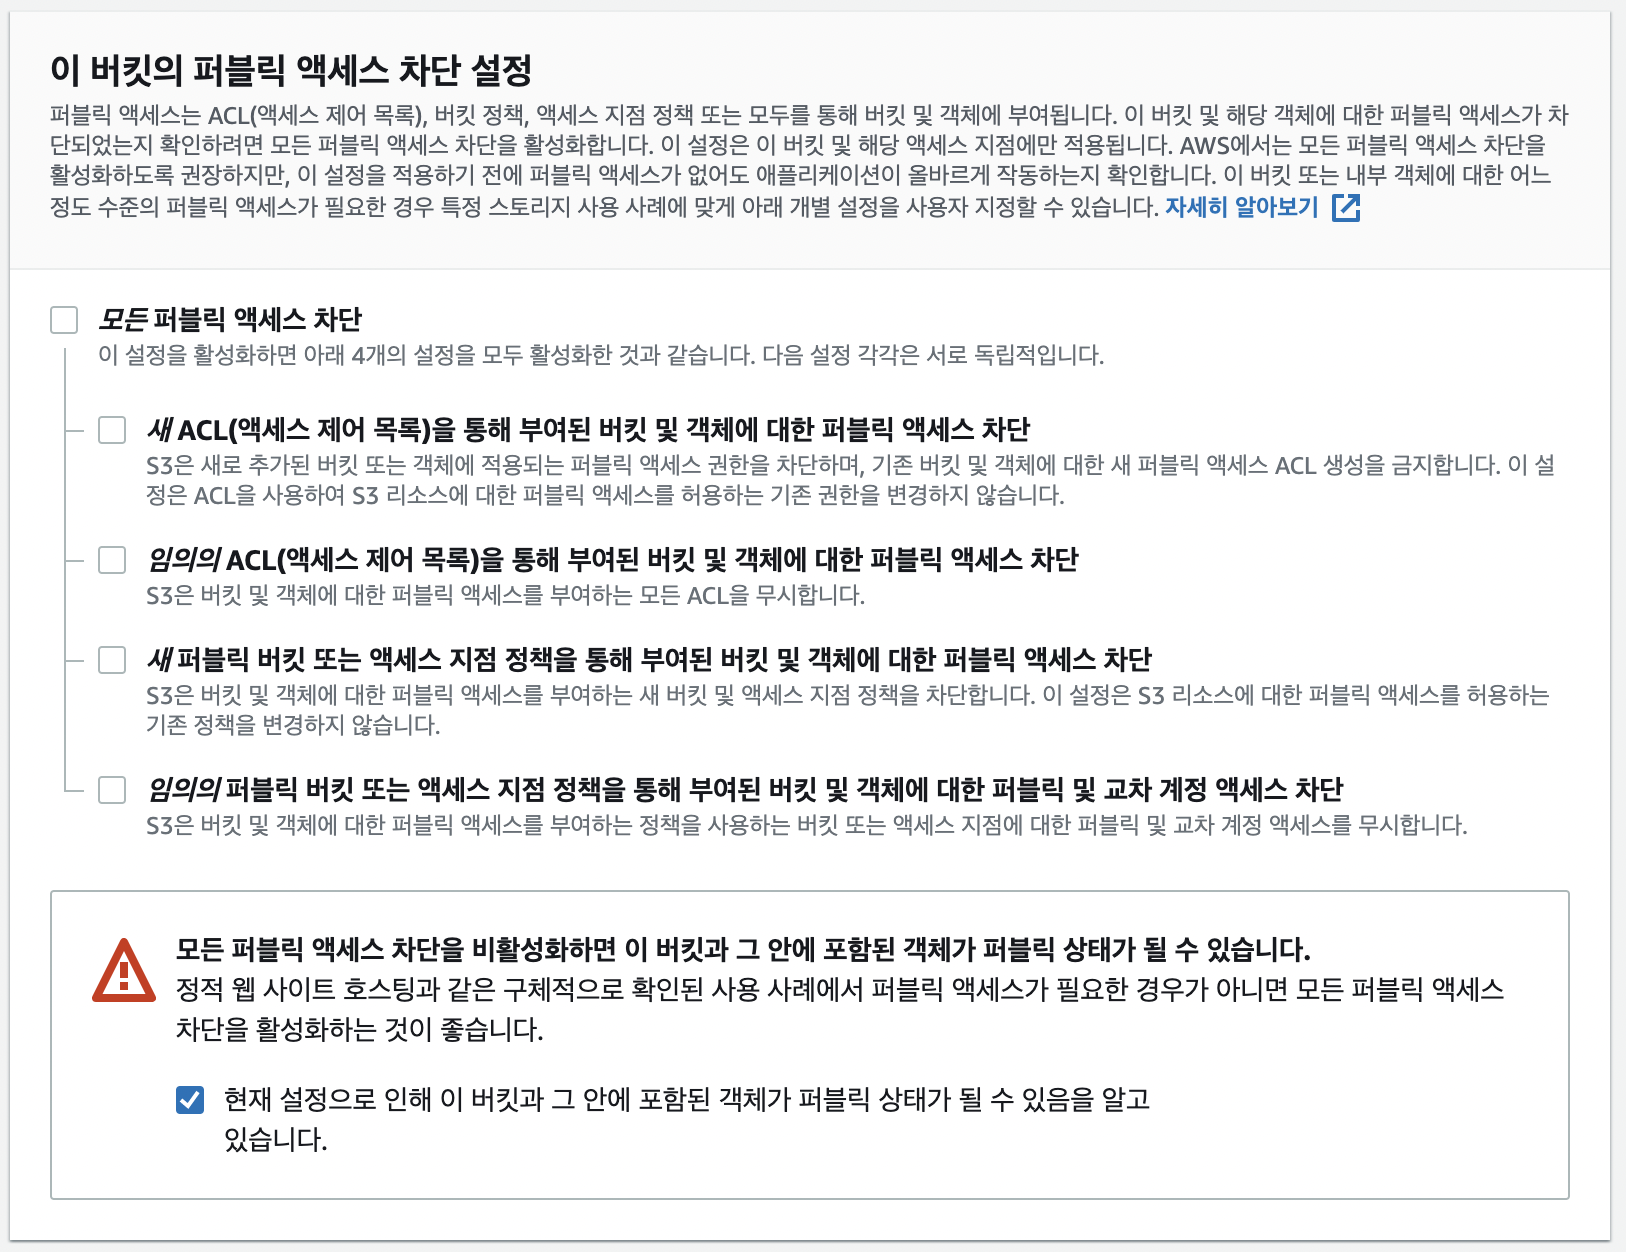 이 버킷의 퍼블릭 액세스 차단 설정
퍼블릭 액세스는 ACL(액세스 제어 목록), 버킷 정책, 액세스 지점 정책 또는 모두를 통해 버킷 및 객체에 부여됩니다. 이 버킷 및 해당 객체에 대한 퍼블릭 액세스가 차
단되었는지 확인하려면 모든 퍼블릭 액세스 차단을 활성화합니다. 이 설정은 이 버킷 및 해당 액세스 지점에만 적용됩니다. AWS에서는 모든 퍼블릭 액세스 차단을
활성화하도록 권장하지만, 이 설정을 적용하기 전에 퍼블릭 액세스가 없어도 애플리케이션이 올바르게 작동하는지 확인합니다. 이 버킷 또는 내부 객체에 대한 어느
정도 수준의 퍼블릭 액세스가 필요한 경우 특정 스토리지 사용 사례에 맞게 아래 개별 설정을 사용자 지정할 수 있습니다. 자세히 알아보기
모든 퍼블릭 액세스 차단
이 설정을 활성화하면 아래 4개의 설정을 모두 활성화한 것과 같습니다. 다음 설정 각각은 서로 독립적입니다.
새 ACL(액세스 제어 목록)을 통해 부여된 버킷 및 객체에 대한 퍼블릭 액세스 차단
S3은 새로 추가된 버킷 또는 객체에 적용되는 퍼블릭 액세스 권한을 차단하며, 기존 버킷 및 객체에 대한 새 퍼블릭 액세스 ACL 생성을 금지합니다. 이 설
정은 ACL을 사용하여 S3 리소스에 대한 퍼블릭 액세스를 허용하는 기존 권한을 변경하지 않습니다.
임의의 ACL(액세스 제어 목록)을 통해 부여된 버킷 및 객체에 대한 퍼블릭 액세스 차단
S3은 버킷 및 객체에 대한 퍼블릭 액세스를 부여하는 모든 ACL을 무시합니다.
새 퍼블릭 버킷 또는 액세스 지점 정책을 통해 부여된 버킷 및 객체에 대한 퍼블릭 액세스 차단
S3은 버킷 및 객체에 대한 퍼블릭 액세스를 부여하는 새 버킷 및 액세스 지점 정책을 차단합니다. 이 설정은 S3 리소스에 대한 퍼블릭 액세스를 허용하는
기존 정책을 변경하지 않습니다.
임의의 퍼블릭 버킷 또는 액세스 지점 정책을 통해 부여된 버킷 및 객체에 대한 퍼블릭 및 교차 계정 액세스 차단
S3은 버킷 및 객체에 대한 퍼블릭 액세스를 부여하는 정책을 사용하는 버킷 또는 액세스 지점에 대한 퍼블릭 및 교차 계정 액세스를 무시합니다.
모든 퍼블릭 액세스 차단을 비활성화하면 이 버킷과 그 안에 포함된 객체가 퍼블릭 상태가 될 수 있습니다.
정적 웹 사이트 호스팅과 같은 구체적으로 확인된 사용 사례에서 퍼블릭 액세스가 필요한 경우가 아니면 모든 퍼블릭 액세스
차단을 활성화하는 것이 좋습니다.
현재 설정으로 인해 이 버킷과 그 안에 포함된 객체가 퍼블릭 상태가 될 수 있음을 알고
있습니다.